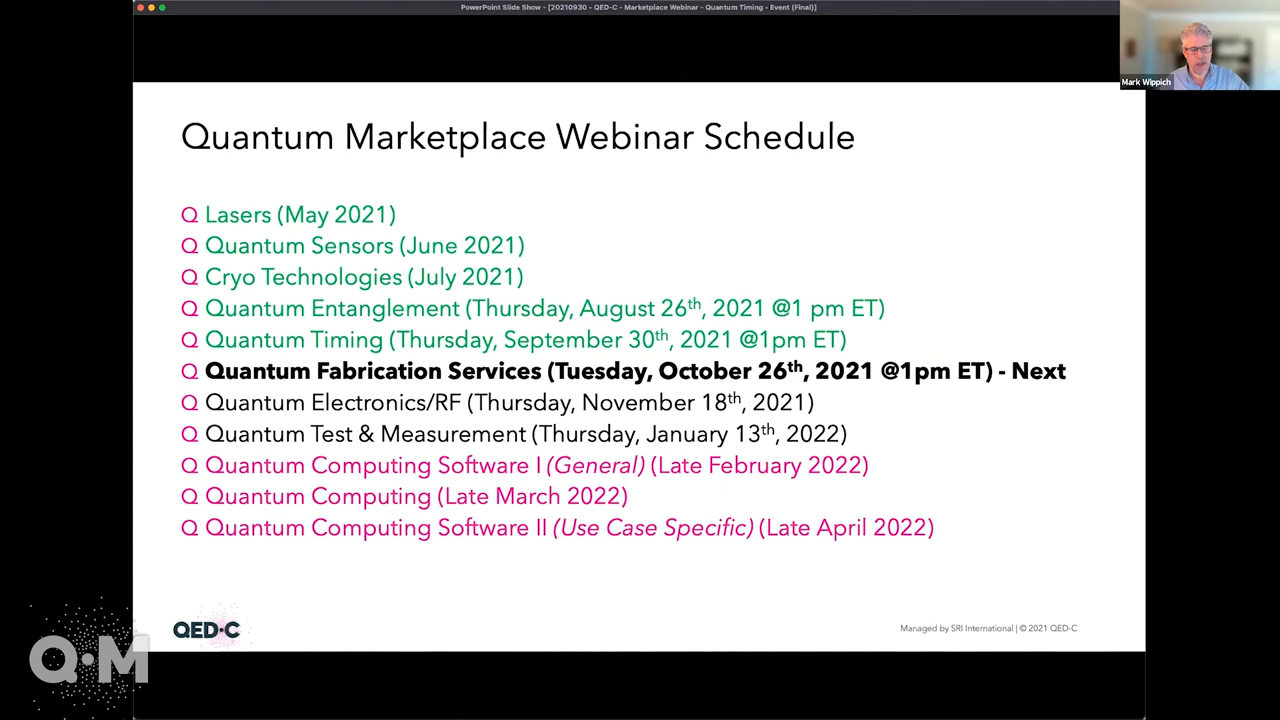 PowerPoint Slide Show - [20210930 - QED-C - Marketplace Webinar - Quantum Timing - Event (Final)]
Mark Wippich
Quantum Marketplace Webinar Schedule
Q Lasers (May 2021)
Q Quantum Sensors (June 2021)
Q Cryo Technologies (July 2021)
Q Quantum Entanglement (Thursday, August 26th, 2021 @1 pm ET)
Q Quantum Timing (Thursday, September 30th, 2021 @1pm ET)
Q Quantum Fabrication Services (Tuesday, October 26th, 2021 @1pm ET) - Next
Q Quantum Electronics/RF (Thursday, November 18th, 2021)
Q Quantum Test & Measurement (Thursday, January 13th, 2022)
Q Quantum Computing Software I (General) (Late February 2022)
Q Quantum Computing (Late March 2022)
Q Quantum Computing Software II (Use Case Specific) (Late April 2022)
QED·C
Managed by SRI International | © 2021 QED-C
Q·M